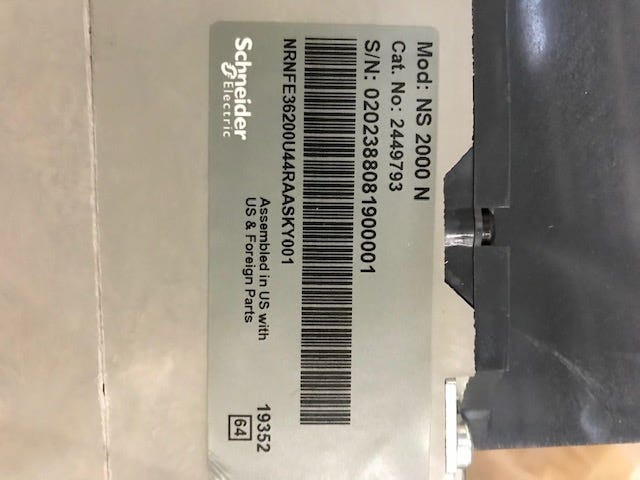 Mod: NS 2000 N
Cat. No: 2449793
S/N: 0202388081900001
NRNFE36200U44RAASKY001
Schneider
Electric
Assembled in US with
US & Foreign Parts
19352
64